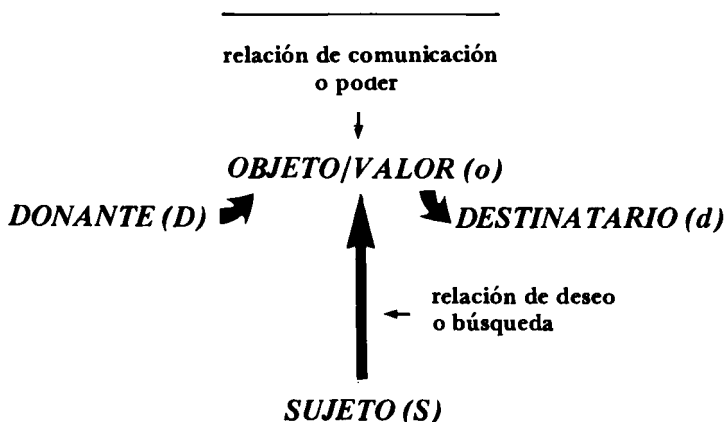 relación de comunicación
o poder
OBJETO/VALOR (o)
DONANTE (D)
DESTINATARIO (d)
relación de deseo
o búsqueda
SUJETO (S)